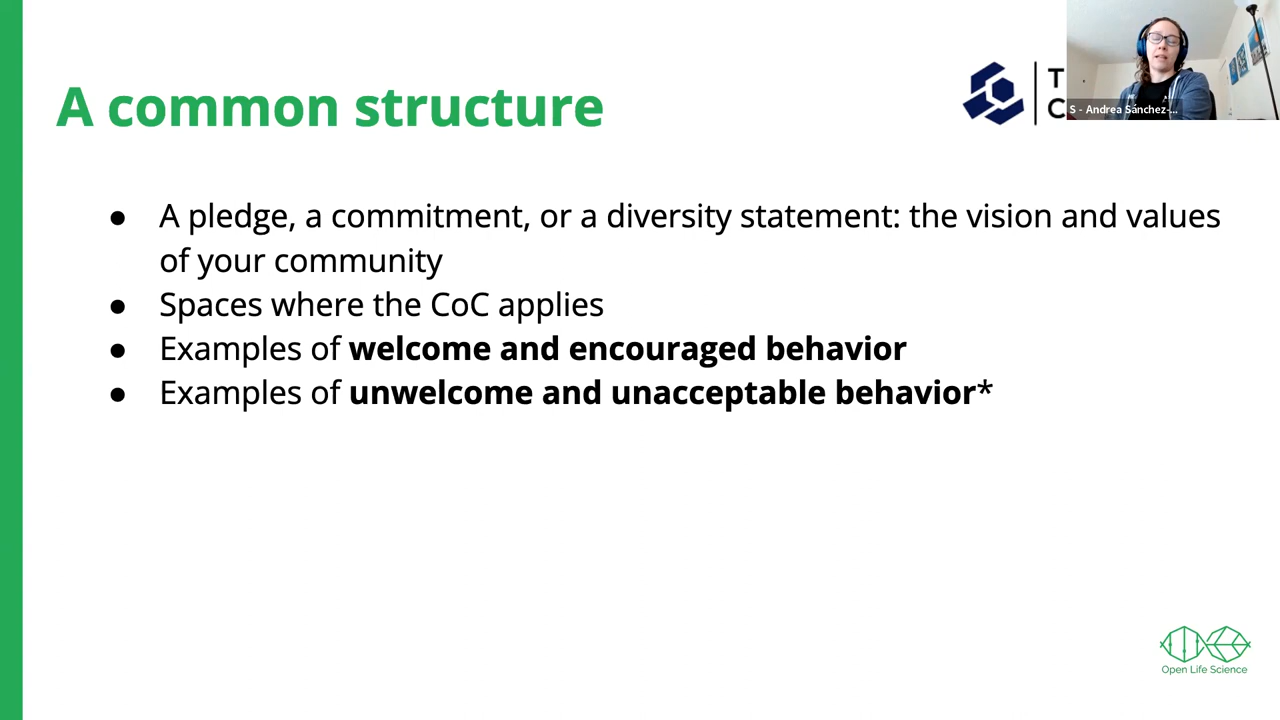 A common structure
T
C
S - Andrea Sánchez-...
● A pledge, a commitment, or a diversity statement: the vision and values
of your community
● Spaces where the CoC applies
● Examples of welcome and encouraged behavior
● Examples of unwelcome and unacceptable behavior*
Open Life Science